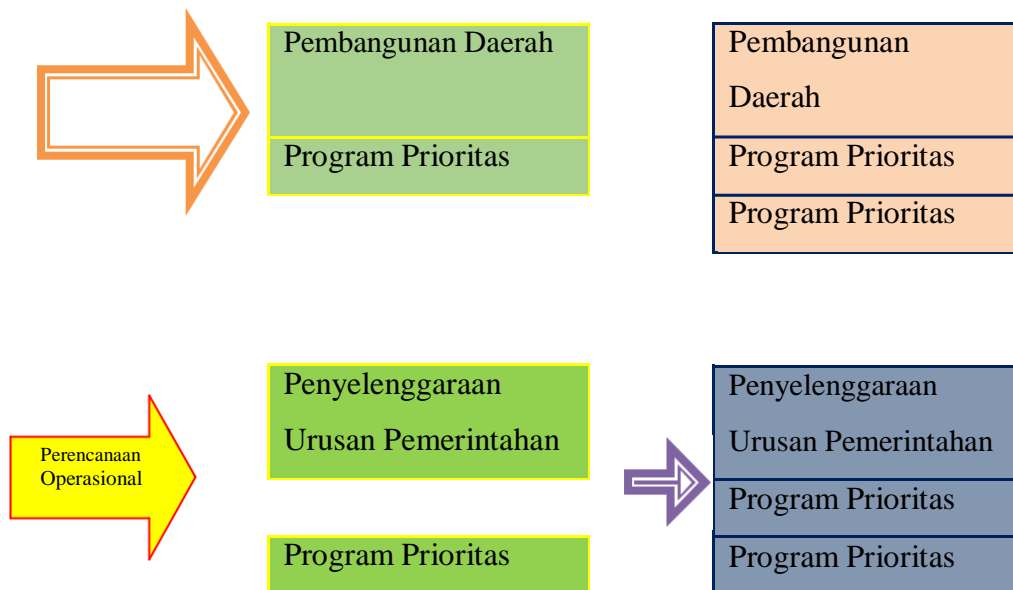 Pembangunan Daerah
Program Prioritas
Pembangunan
Daerah
Program Prioritas
Program Prioritas
Perencanaan
Operasional
Penyelenggaraan
Urusan Pemerintahan
Program Prioritas
Penyelenggaraan
Urusan Pemerintahan
Program Prioritas
Program Prioritas